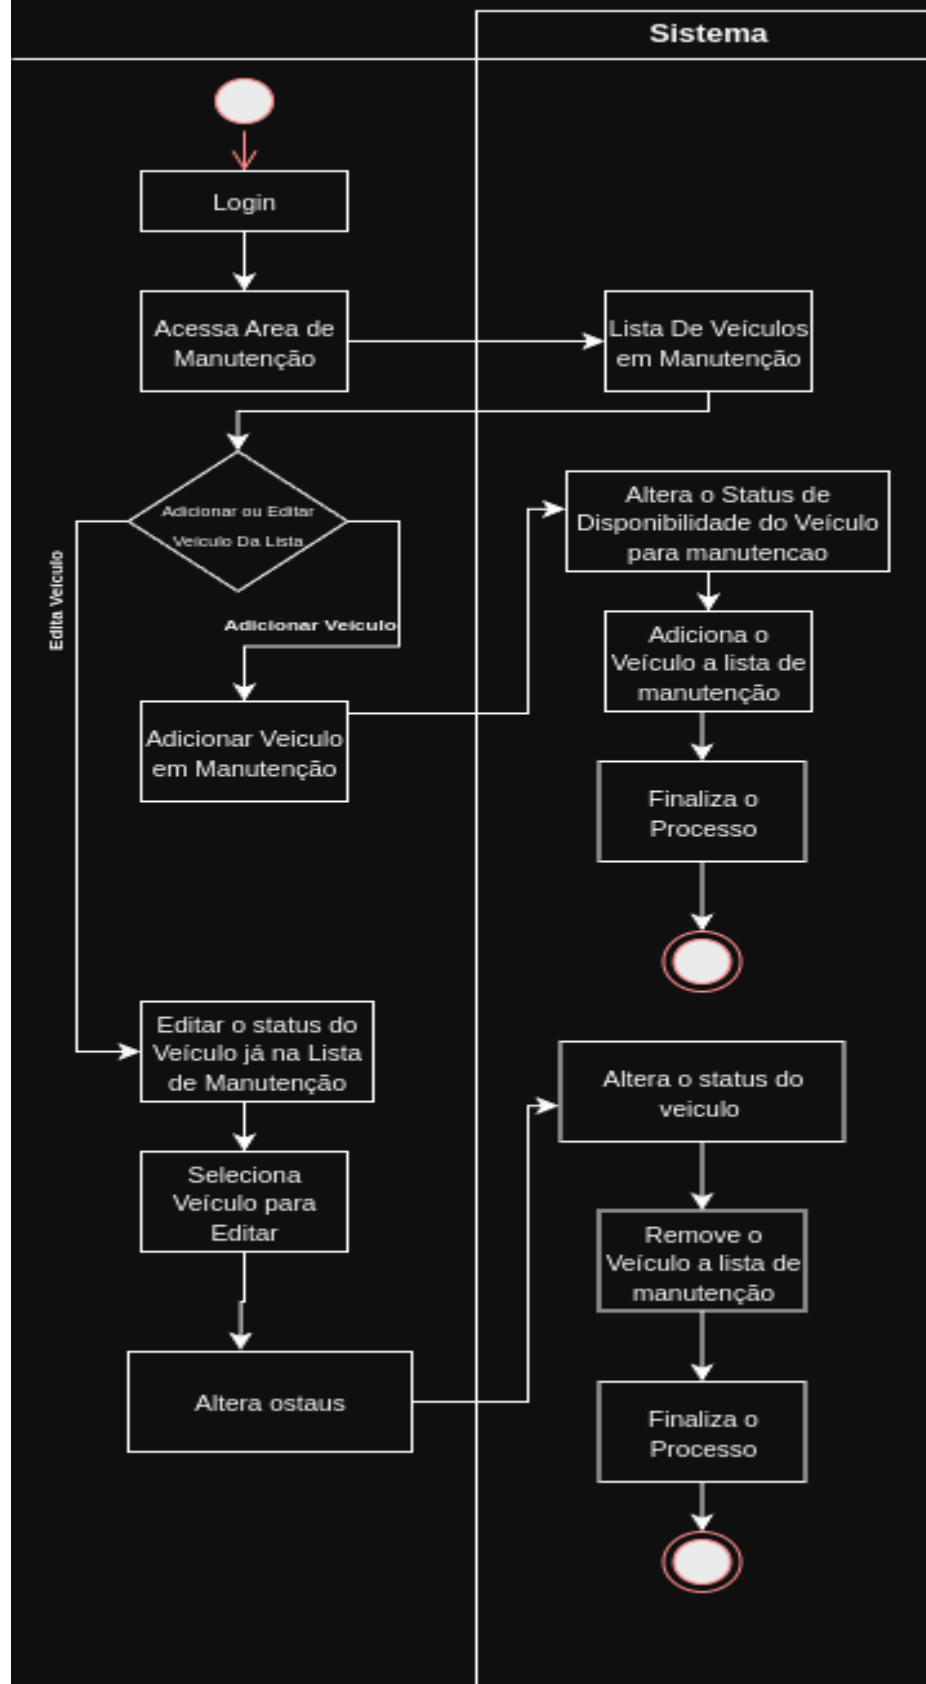 Sistema
Login
Acessa Area de
Manutenção
Lista De Veículos
em Manutenção
Adicionar ou Editar
Veiculo Da Lista
Edita Veículo
Adicionar Veiculo
Altera o Status de
Disponibilidade do Veículo
para manutencao
Adiciona o
Veículo a lista de
manutenção
Adicionar Veiculo
em Manutenção
Finaliza o
Processo
Editar o status do
Veículo já na Lista
de Manutenção
Altera o status do
veiculo
Seleciona
Veículo para
Editar
Remove o
Veículo a lista de
manutenção
Altera ostaus
Finaliza o
Processo